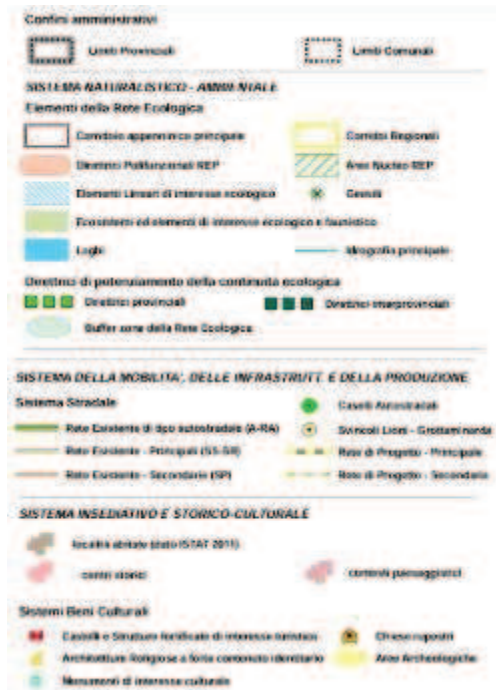 Confini amministrativi
Limiti Provinciali
Limiti Comunali
SISTEMA NATURALISTICO - AMBIENTALE
Elementi della Rete Ecologica
Corridoio appenninico principale
Corridoi Regionali
Direttrici Polifunzionali REP
Aree Nucleo REP
Elementi Lineari di interesse ecologico
Geositi
Ecosistemi ed elementi di interesse ecologico e faunistico
Laghi
Idrografia principale
Direttrici di potenziamento della continuità ecologica
Direttrici provinciali
Direttrici interprovinciali
Buffer zone della Rete Ecologica
SISTEMA DELLA MOBILITA', DELLE INFRASTRUTT. E DELLA PRODUZIONE
Sistema Stradale
Caselli Autostradali
Rete Esistente di tipo autostradale (A-RA)
Svincoli Lioni - Grottaminarda
Rete Esistente - Principali (SS-SR)
Rete di Progetto - Principale
Rete Esistente - Secondarie (SP)
Rete di Progetto - Secondaria
SISTEMA INSEDIATIVO E STORICO-CULTURALE
località abitate (dato ISTAT 2011)
centri storici
contesti paesaggistici
Sistemi Beni Culturali
Castelli e Strutture fortificate di interesse turistico
Chiese rupestri
Architetture Religiose a forte contenuto identitario
Aree Archeologiche
Monumenti di interesse culturale